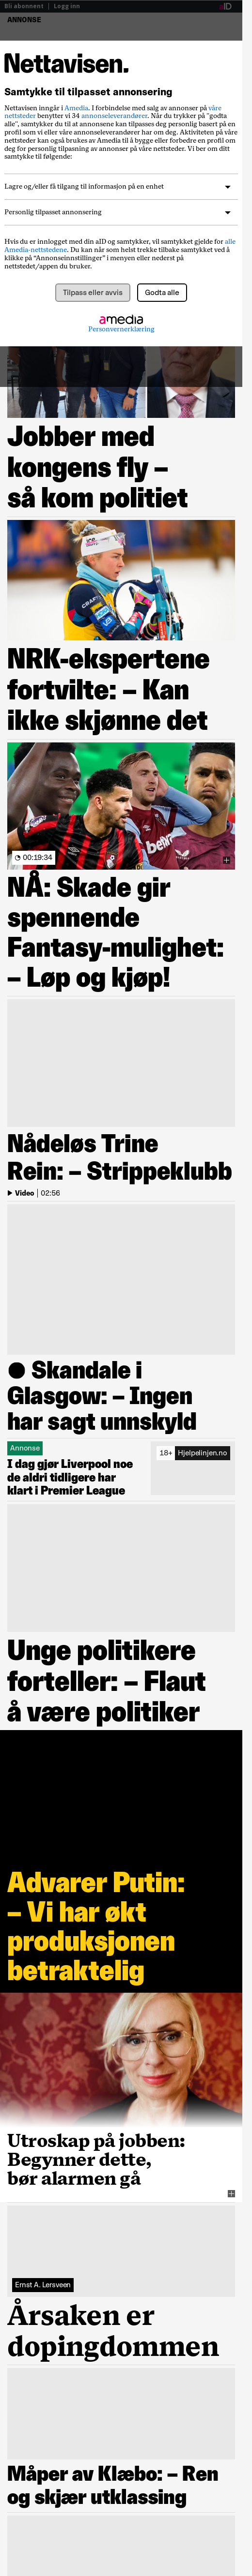 Bli abonnent | Logg inn
aID
ANNONSE
Nettavisen.
Samtykke til tilpasset annonsering
Nettavisen inngår i Amedia. I forbindelse med salg av annonser på våre
nettsteder benytter vi 34 annonseleverandører. Når du trykker på "godta
alle", samtykker du til at annonsene kan tilpasses deg personlig basert på en
profil som vi eller våre annonseleverandører har om deg. Aktiviteten på våre
nettsteder kan også brukes av Amedia til å bygge eller forbedre en profil om
deg for personlig tilpasning av annonser på våre nettsteder. Vi ber om ditt
samtykke til følgende:
Lagre og/eller få tilgang til informasjon på en enhet
Personlig tilpasset annonsering
Hvis du er innlogget med din aID og samtykker, vil samtykket gjelde for alle
Amedia-nettstedene. Du kan når som helst trekke tilbake samtykket ved å
klikke på “Annonseinnstillinger” i menyen eller nederst på
nettstedet/appen du bruker.
Tilpass eller avvis
Godta alle
amedia
Personvernerklæring
Jobber med
kongens fly –
så kom politiet
NRK-ekspertene
fortvilte: – Kan
ikke skjønne det
00:19:34
NÅ: Skade gir
spennende
Fantasy-mulighet:
– Løp og kjøp!
Nådeløs Trine
Rein: – Strippeklubb
Video | 02:56
Skandale i
Glasgow: – Ingen
har sagt unnskyld
Annonse
I dag gjør Liverpool noe
de aldri tidligere har
klart i Premier League
18+ Hjelpelinjen.no
Unge politikere
forteller: – Flaut
å være politiker
Advarer Putin:
– Vi har økt
produksjonen
betraktelig
Utroskap på jobben:
Begynner dette,
bør alarmen gå
Ernst A. Lersveen
Årsaken er
dopingdommen
Måper av Klæbo: – Ren
og skjær utklassing